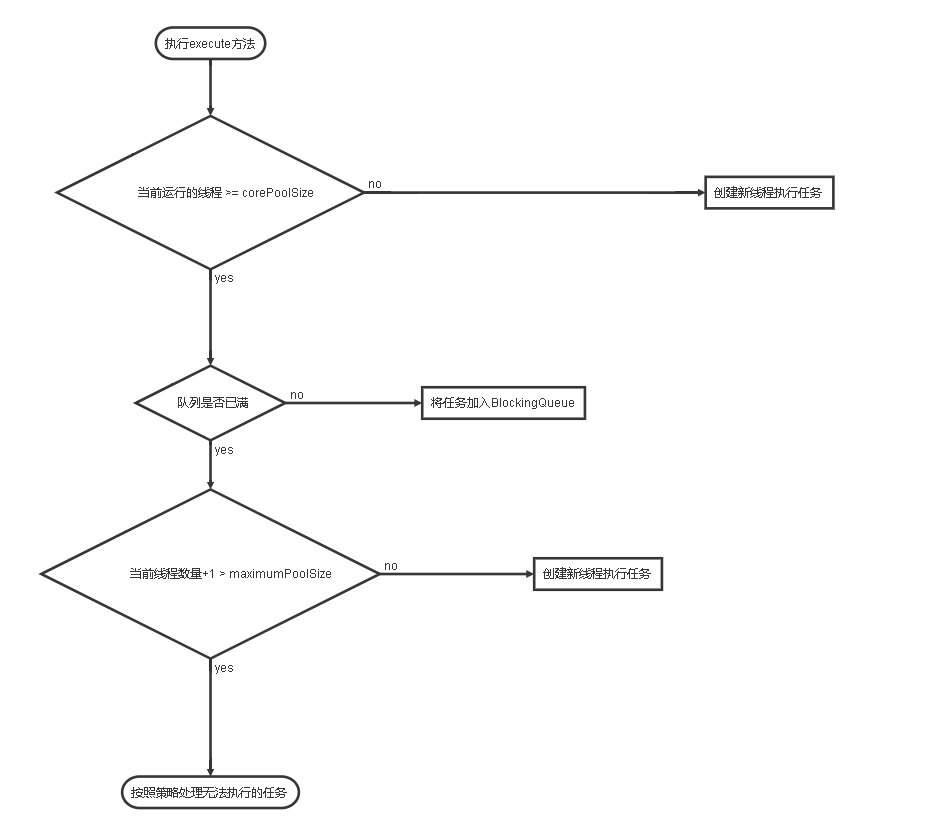 执行execute方法
当前运行的线程 >= corePoolSize
no
创建新线程执行任务
yes
队列是否已满
no
将任务加入BlockingQueue
yes
当前线程数量+1 > maximumPoolSize
no
创建新线程执行任务
yes
按照策略处理无法执行的任务